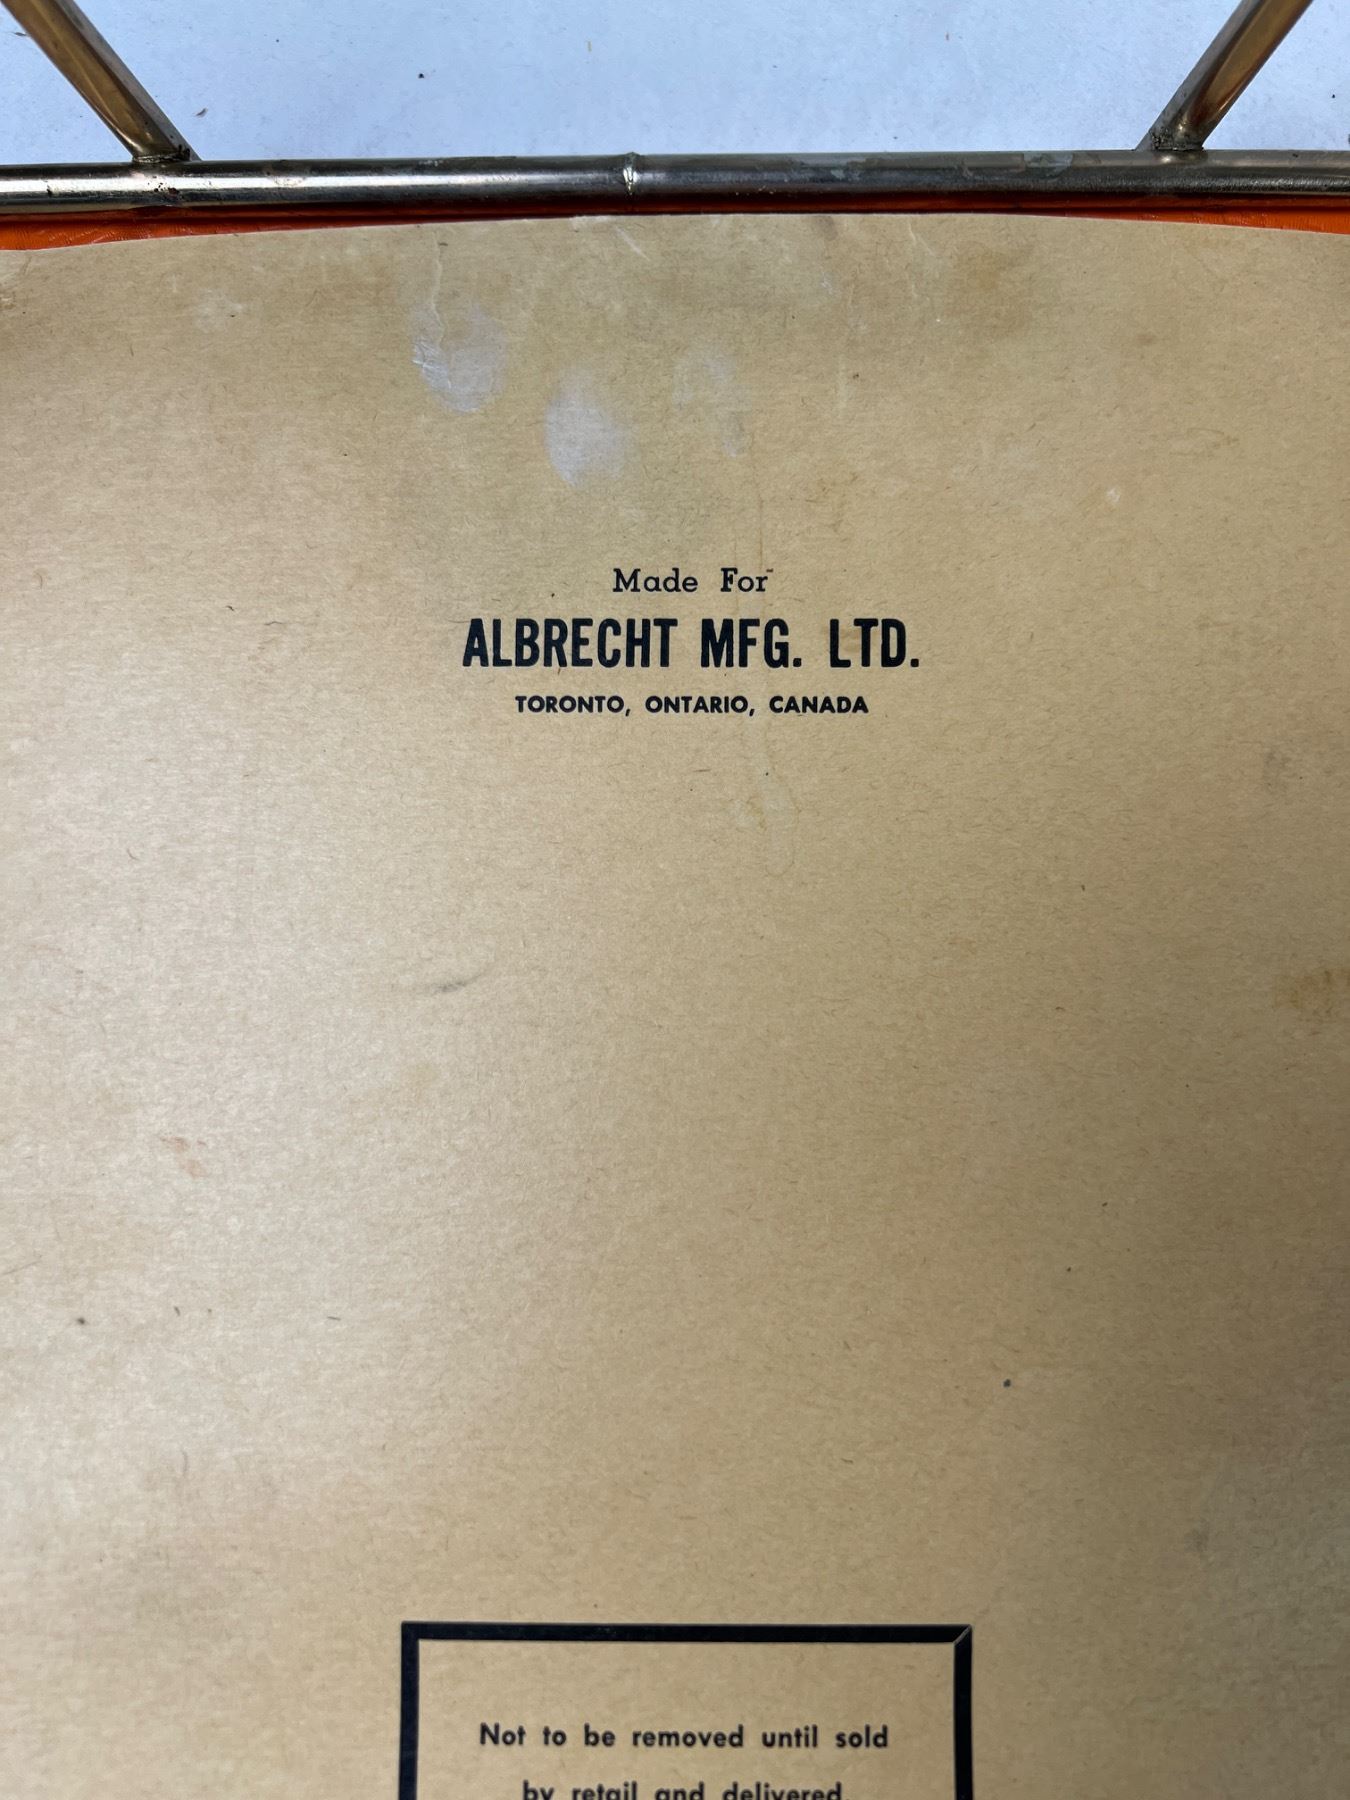 Made For
ALBRECHT MFG. LTD.
TORONTO, ONTARIO, CANADA
Not to be removed until sold
by retail and delivered.